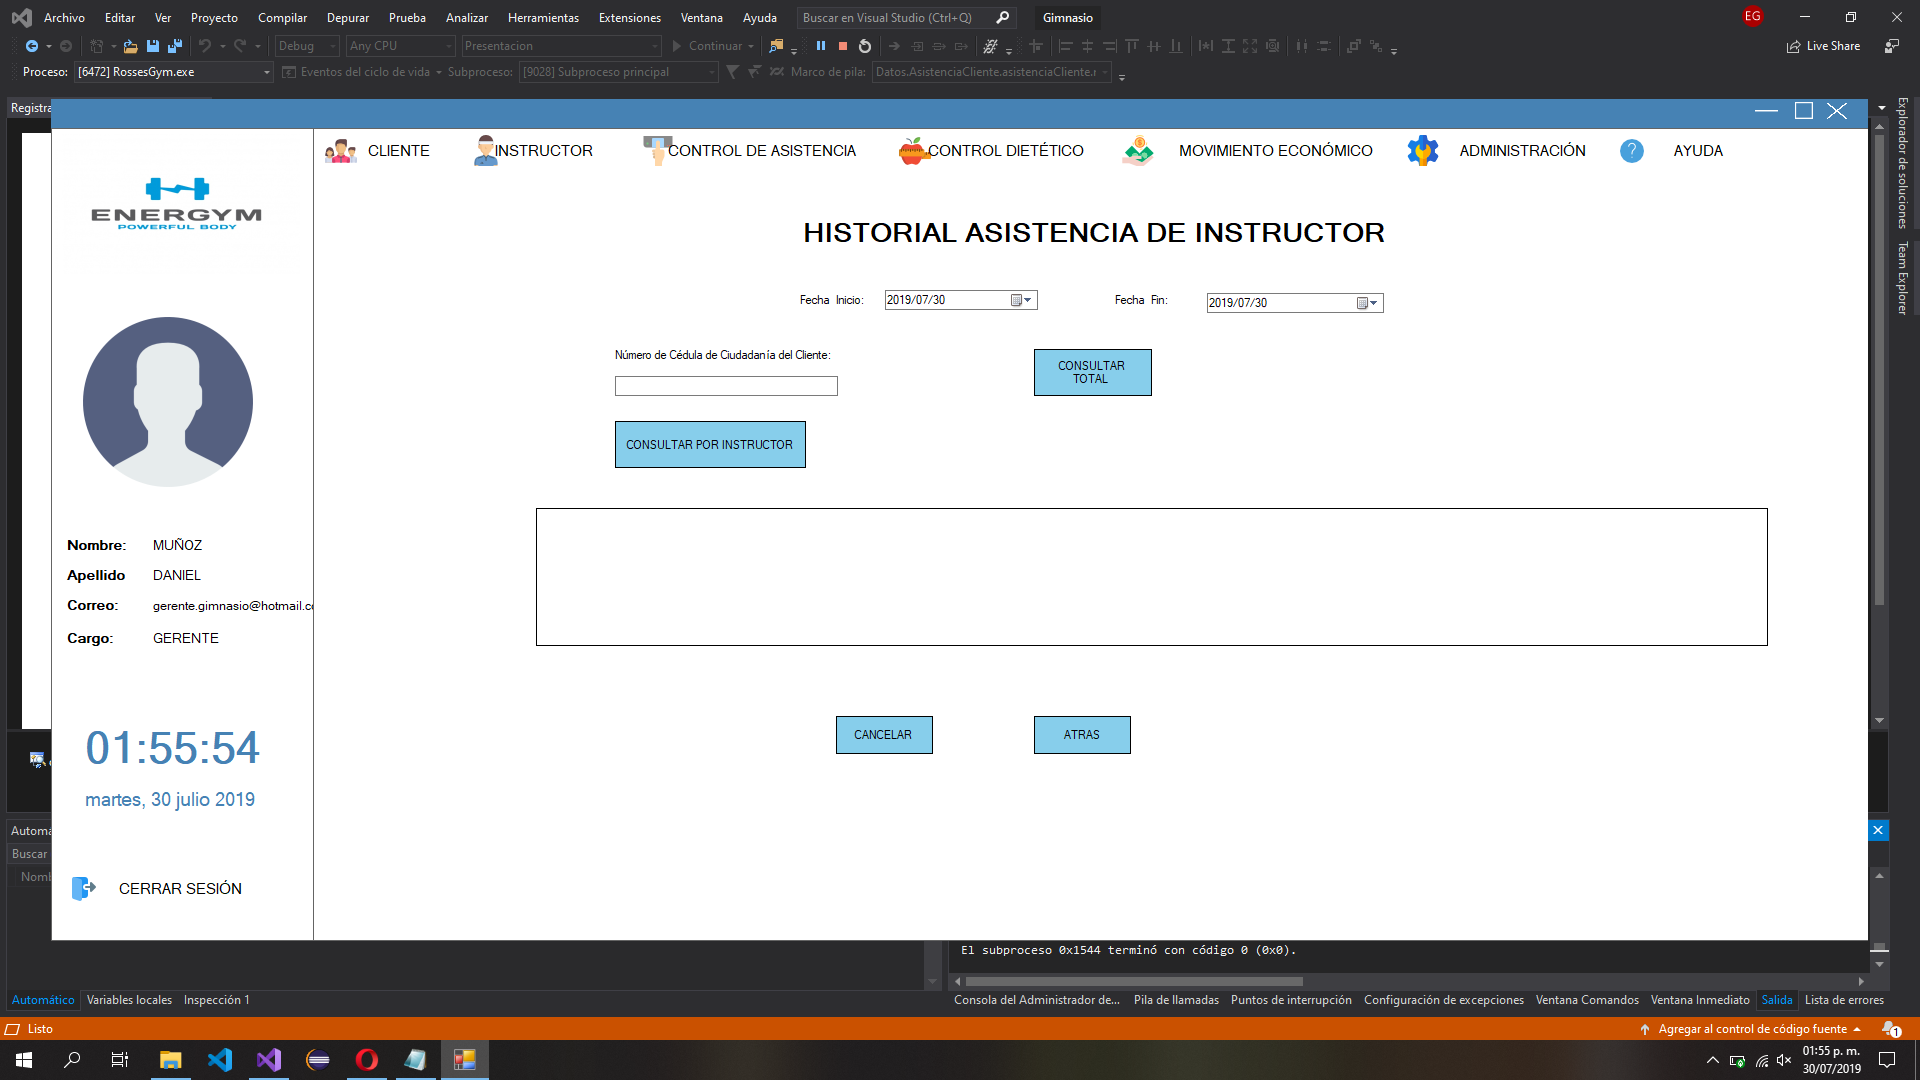 Archivo Editar Ver Proyecto Compilar Depurar Prueba Analizar Herramientas Extensiones Ventana Ayuda Buscar en Visual Studio (Ctrl+Q) Gimnasio EG
Debug Any CPU Presentacion Continuar Live Share
Proceso: [6472] RossesGym.exe Eventos del ciclo de vida Subproceso: [9028] Subproceso principal Marco de pila: Datos.AsistenciaCliente.asistenciaCliente.r
Registra
Explorador de soluciones
Team Explorer
CLIENTE INSTRUCTOR CONTROL DE ASISTENCIA CONTROL DIETÉTICO MOVIMIENTO ECONÓMICO ADMINISTRACIÓN ? AYUDA
ENERGYM
POWERFUL BODY
HISTORIAL ASISTENCIA DE INSTRUCTOR
Fecha Inicio: 2019/07/30 Fecha Fin: 2019/07/30
Número de Cédula de Ciudadanía del Cliente:
CONSULTAR
TOTAL
CONSULTAR POR INSTRUCTOR
Nombre: MUÑOZ
Apellido DANIEL
Correo: gerente.gimnasio@hotmail.co
Cargo: GERENTE
CANCELAR ATRAS
01:55:54
martes, 30 julio 2019
CERRAR SESIÓN
Automá
Buscar
Nomb
El subproceso 0x1544 terminó con código 0 (0x0).
Automático Variables locales Inspección 1
Consola del Administrador de... Pila de llamadas Puntos de interrupción Configuración de excepciones Ventana Comandos Ventana Inmediato Salida Lista de errores
Listo Agregar al control de código fuente 1
01:55 p. m.
30/07/2019